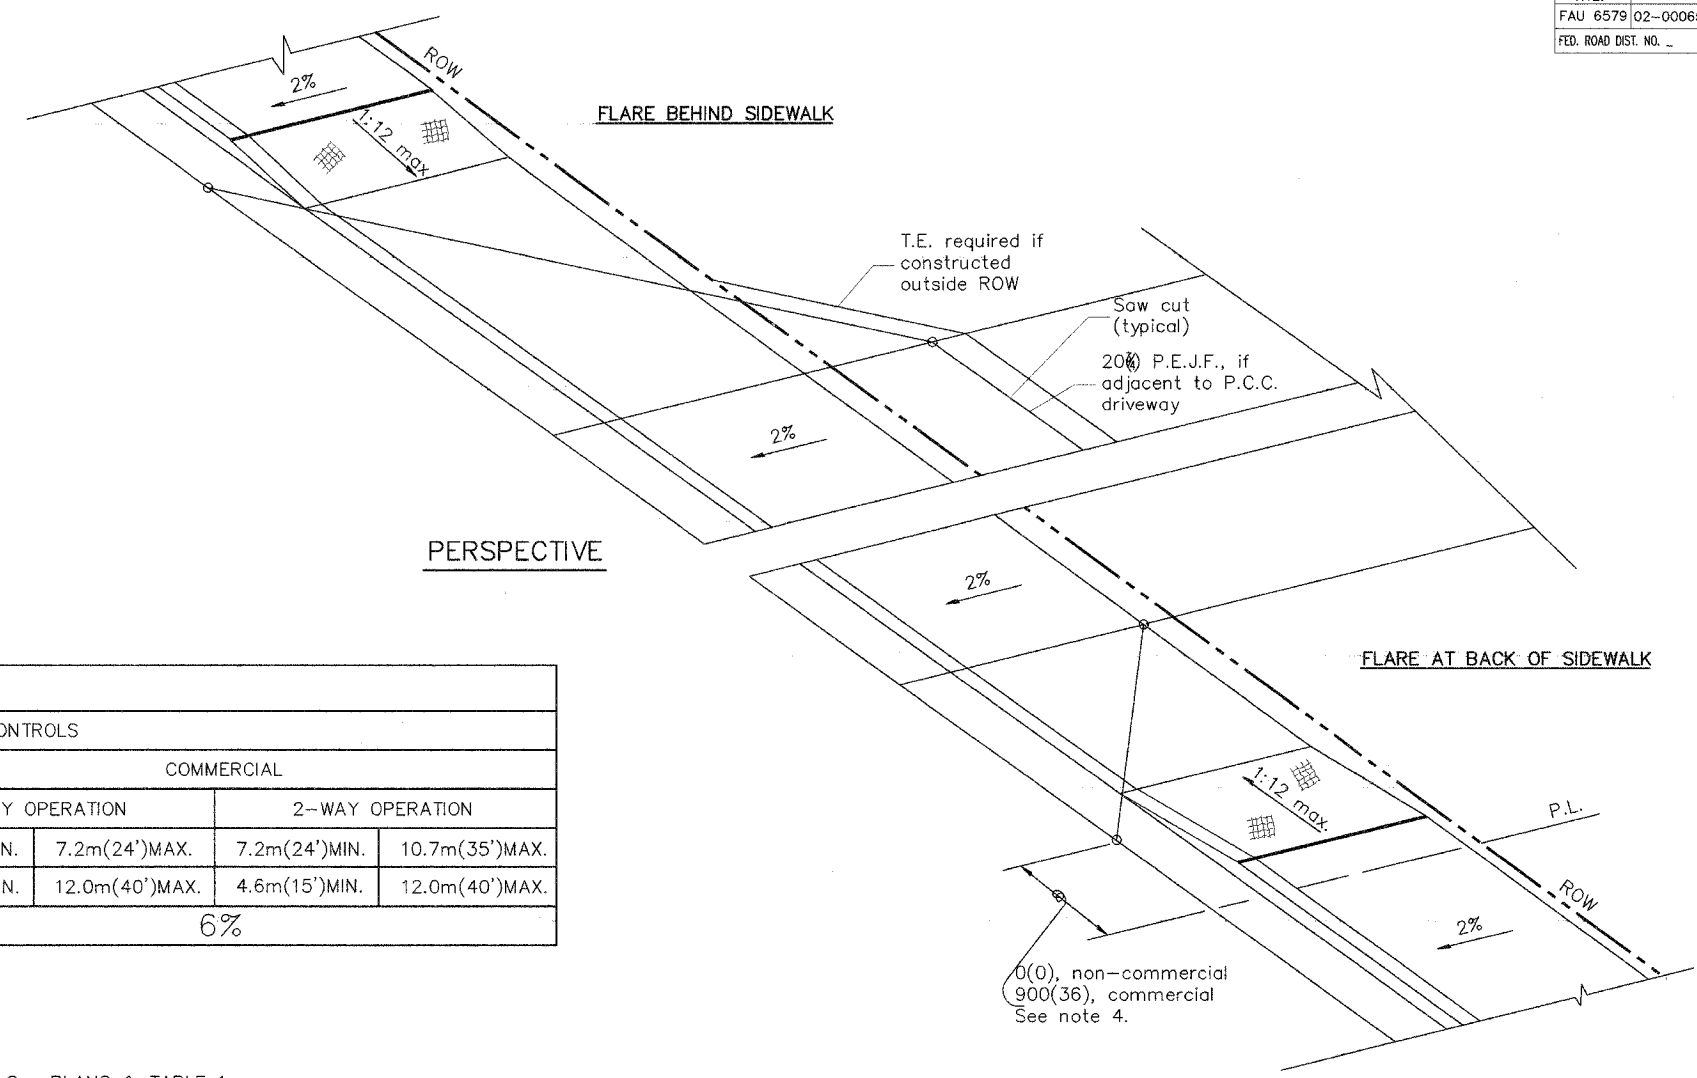 FAU 6579 02-0006
FED. ROAD DIST. NO. _
ROW
2%
FLARE BEHIND SIDEWALK
1:12 max
T.E. required if
constructed
outside ROW
Saw cut
(typical)
P.E.J.F., if
adjacent to P.C.C.
driveway
2%
PERSPECTIVE
2%
FLARE AT BACK OF SIDEWALK
1:12 max.
P.L.
ROW
2%
0(0), non-commercial
900(36), commercial
See note 4.
ONTROLS
COMMERCIAL
Y OPERATION 2-WAY OPERATION
N. 7.2m(24')MAX. 7.2m(24')MIN. 10.7m(35')MAX.
N. 12.0m(40')MAX. 4.6m(15')MIN. 12.0m(40')MAX.
6%